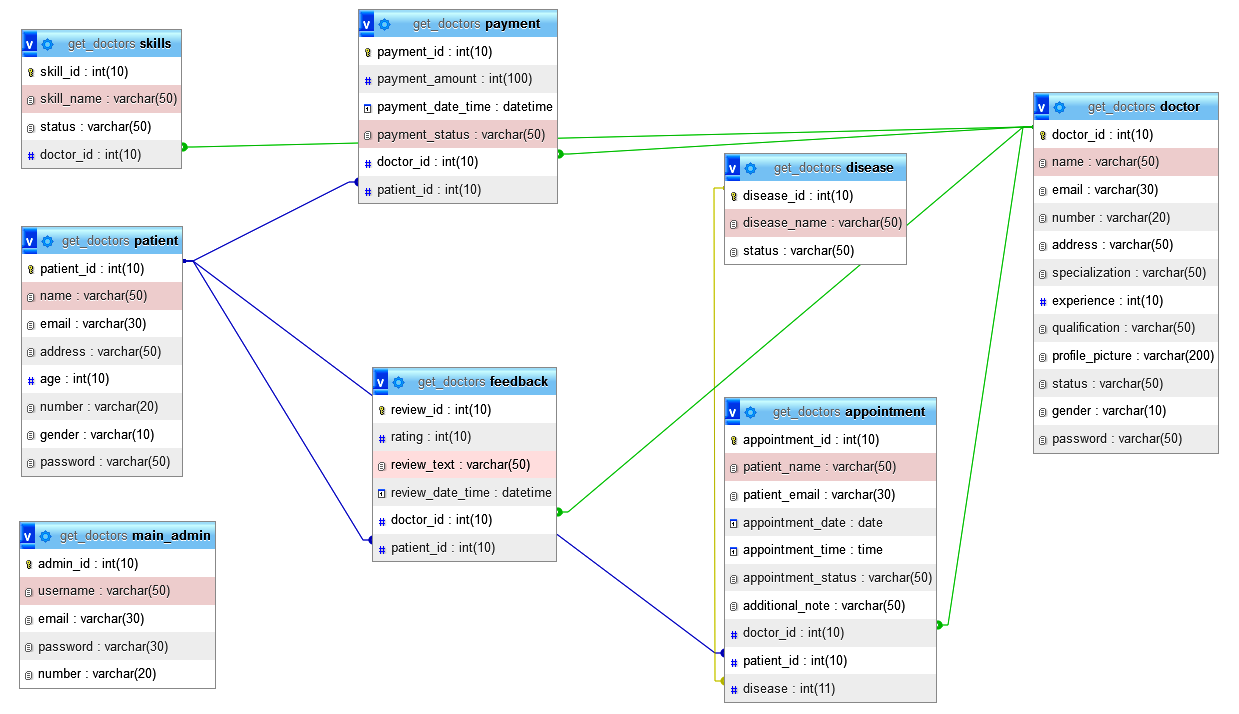 get_doctors skills
skill_id : int(10)
skill_name : varchar(50)
status : varchar(50)
doctor_id : int(10)
get_doctors payment
payment_id : int(10)
payment_amount : int(100)
payment_date_time : datetime
payment_status : varchar(50)
doctor_id : int(10)
patient_id : int(10)
get_doctors doctor
doctor_id : int(10)
name : varchar(50)
email : varchar(30)
number : varchar(20)
address : varchar(50)
specialization : varchar(50)
experience : int(10)
qualification : varchar(50)
profile_picture : varchar(200)
status : varchar(50)
gender : varchar(10)
password : varchar(50)
get_doctors disease
disease_id : int(10)
disease_name : varchar(50)
status : varchar(50)
get_doctors patient
patient_id : int(10)
name : varchar(50)
email : varchar(30)
address : varchar(50)
age : int(10)
number : varchar(20)
gender : varchar(10)
password : varchar(50)
get_doctors feedback
review_id : int(10)
rating : int(10)
review_text : varchar(50)
review_date_time : datetime
doctor_id : int(10)
patient_id : int(10)
get_doctors appointment
appointment_id : int(10)
patient_name : varchar(50)
patient_email : varchar(30)
appointment_date : date
appointment_time : time
appointment_status : varchar(50)
additional_note : varchar(50)
doctor_id : int(10)
patient_id : int(10)
disease : int(11)
get_doctors main_admin
admin_id : int(10)
username : varchar(50)
email : varchar(30)
password : varchar(30)
number : varchar(20)